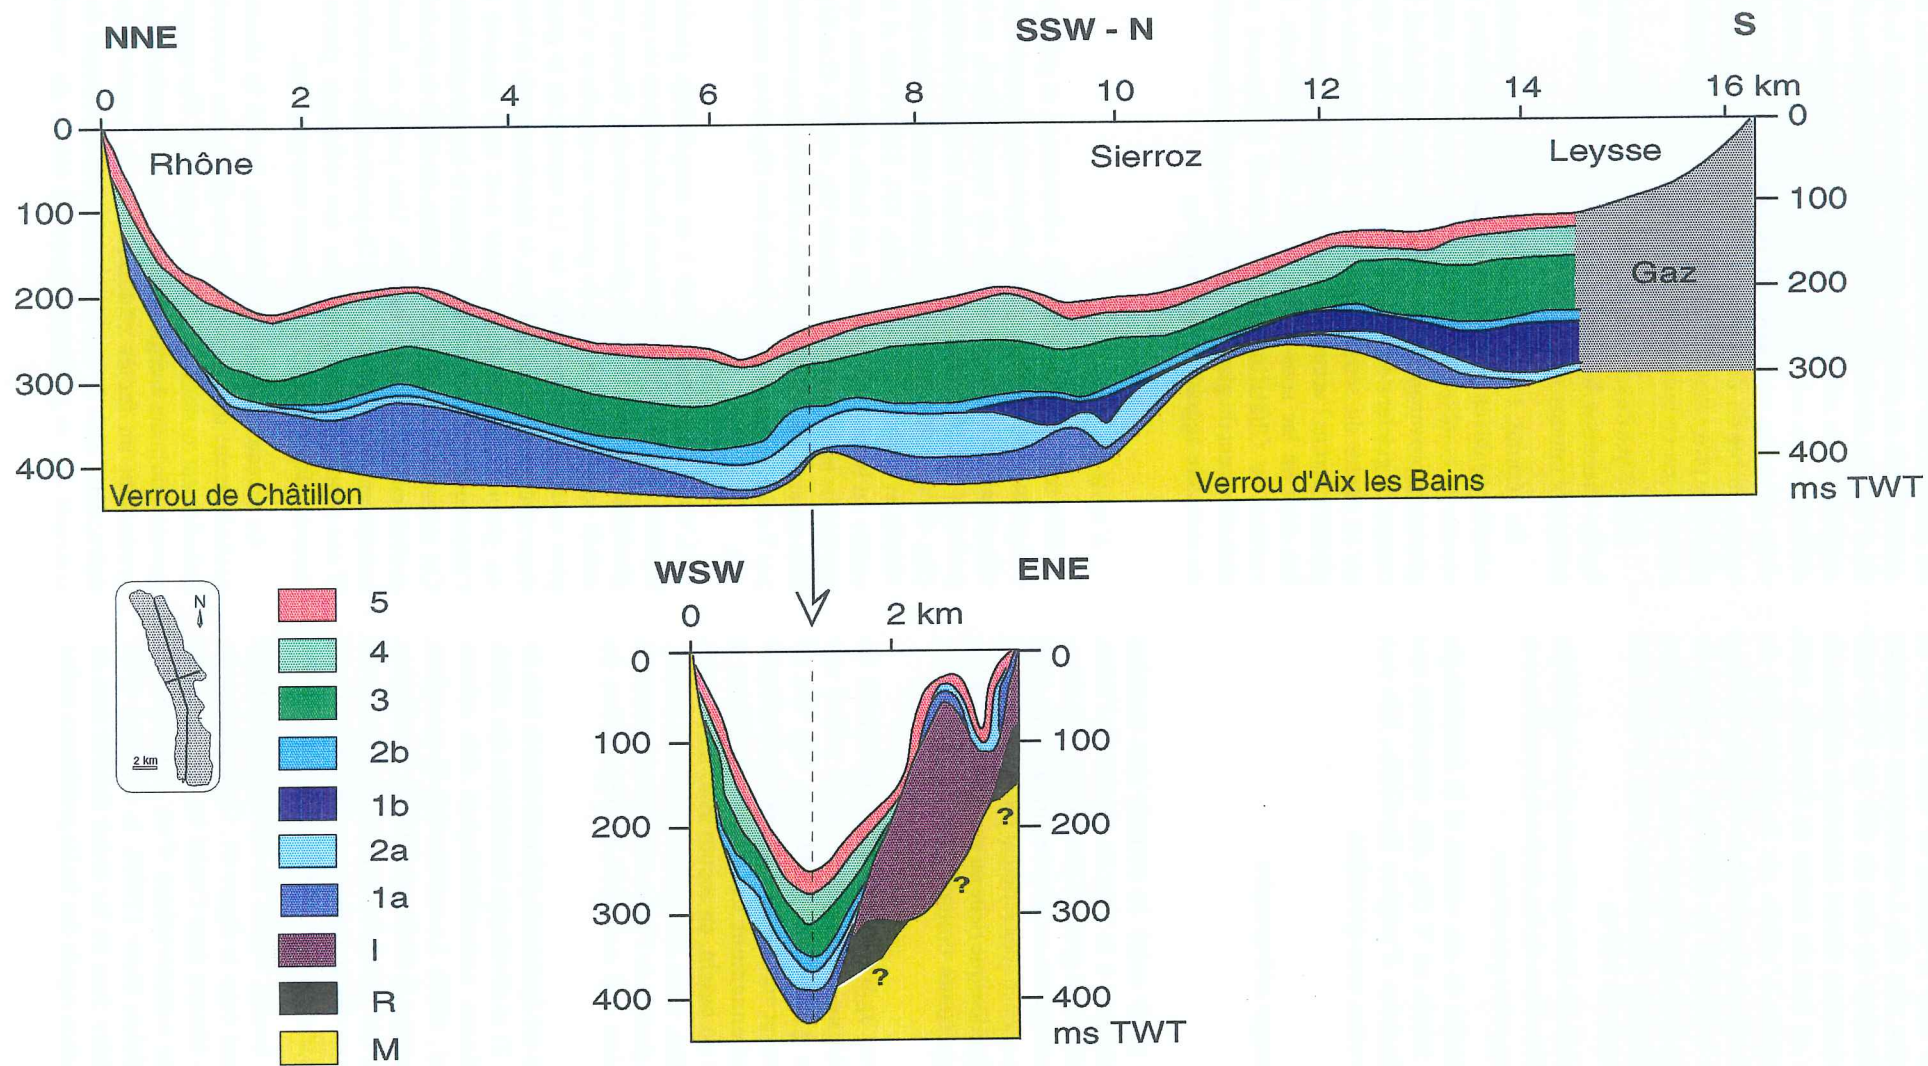 NNE SSW - N S
0 2 4 6 8 10 12 14 16 km
0 0
Rhône Sierroz Leysse
100 100
200 Gaz 200
300 300
400 400
Verrou de Châtillon Verrou d'Aix les Bains ms TWT
WSW ENE
0 2 km
N
2 km
5
4
3
2b
1b
2a
1a
I
R
M
0 0
100 100
200 ? 200
?
300 300
?
400 400
ms TWT